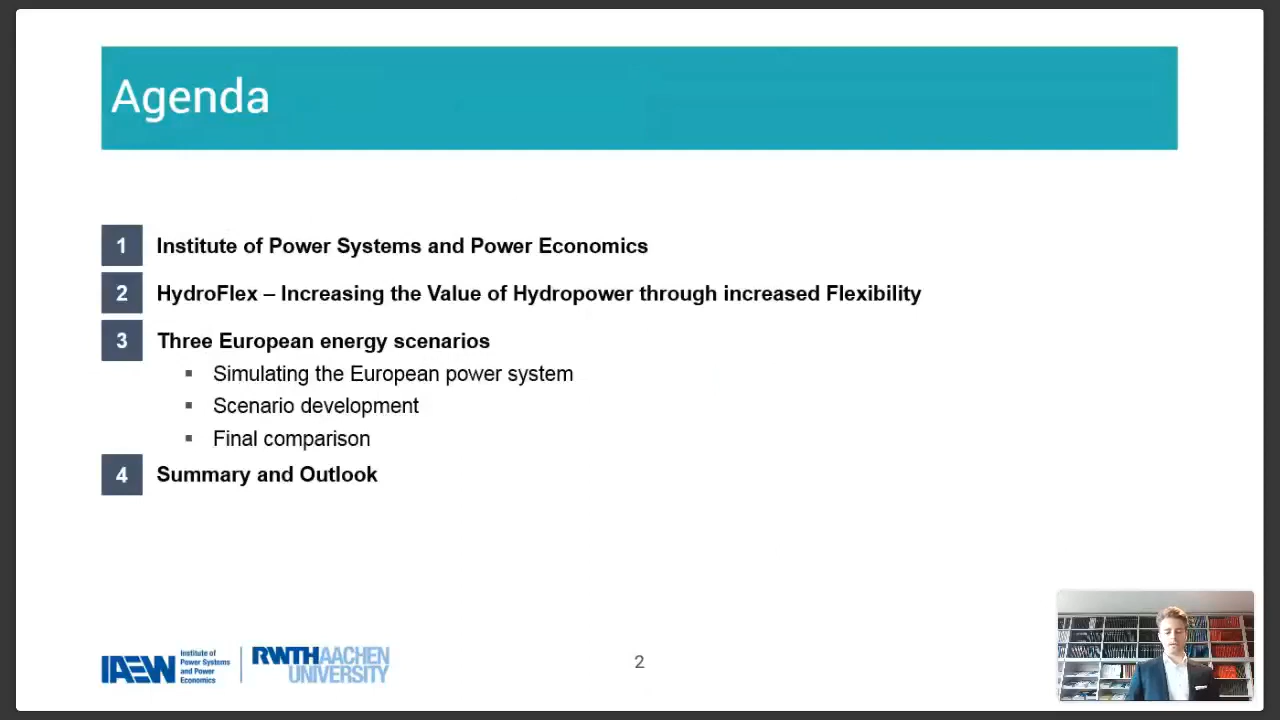 Agenda
1 Institute of Power Systems and Power Economics
2 HydroFlex – Increasing the Value of Hydropower through increased Flexibility
3 Three European energy scenarios
▪ Simulating the European power system
▪ Scenario development
▪ Final comparison
4 Summary and Outlook
IAEW
Institute of
Power Systems
and Power
Economics
RWTHAACHEN
UNIVERSITY
2